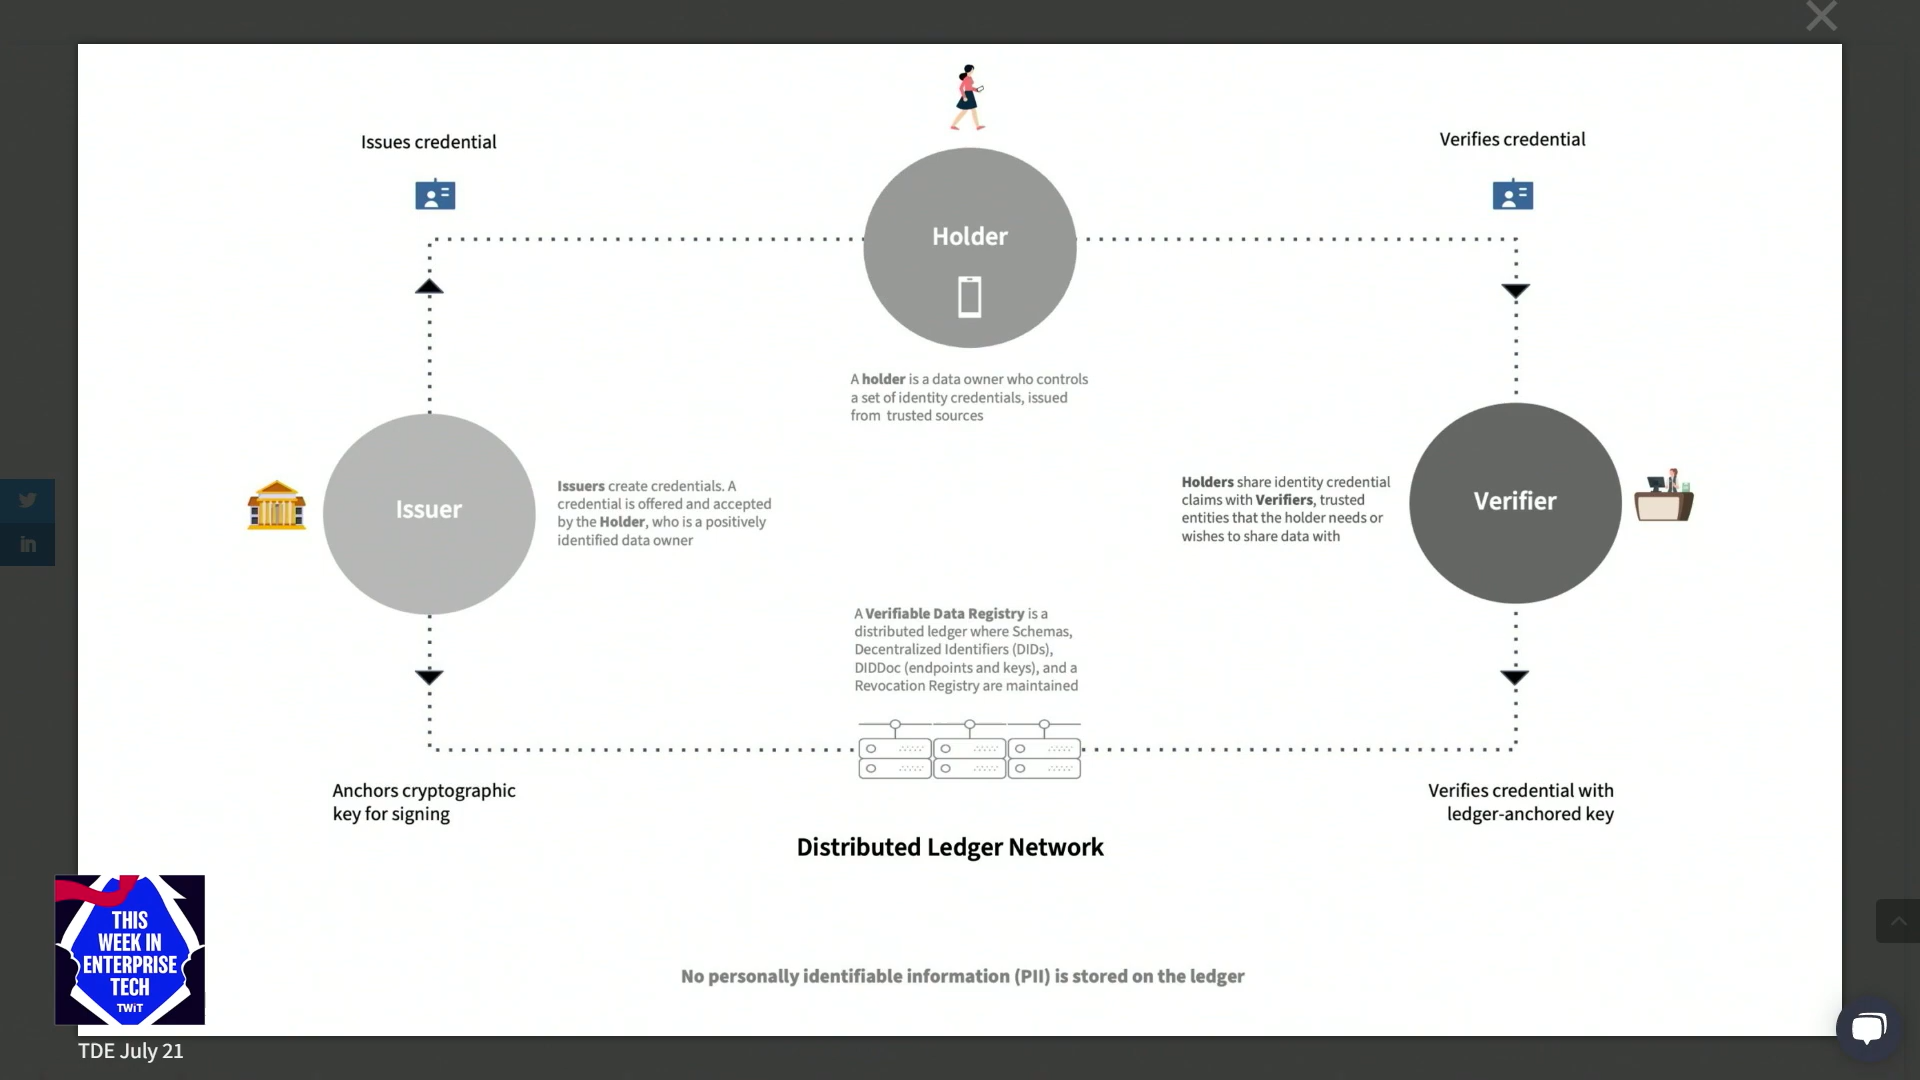 Issues credential
Verifies credential
Holder
A holder is a data owner who controls
a set of identity credentials, issued
from trusted sources
Issuer
Issuers create credentials. A
credential is offered and accepted
by the Holder, who is a positively
identified data owner
Holders share identity credential
claims with Verifiers, trusted
entities that the holder needs or
wishes to share data with
Verifier
A Verifiable Data Registry is a
distributed ledger where Schemas,
Decentralized Identifiers (DIDs),
DIDDoc (endpoints and keys), and a
Revocation Registry are maintained
Anchors cryptographic
key for signing
Verifies credential with
ledger-anchored key
Distributed Ledger Network
No personally identifiable information (PII) is stored on the ledger
in
THIS
WEEK IN
ENTERPRISE
TECH
TWiT
TDE July 21